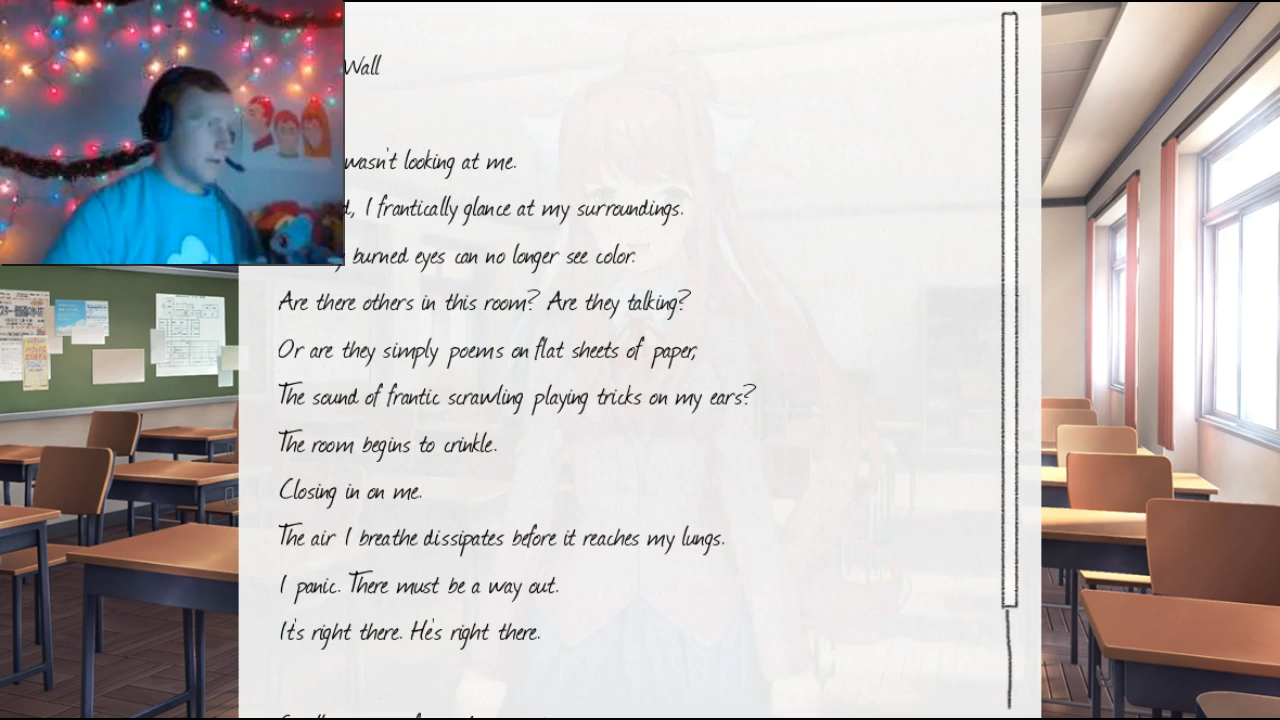 Wall
wasn't looking at me.
d, I frantically glance at my surroundings.
burned eyes can no longer see color.
Are there others in this room? Are they talking?
Or are they simply poems on flat sheets of paper,
The sound of frantic scrawling playing tricks on my ears?
The room begins to crinkle.
Closing in on me.
The air I breathe dissipates before it reaches my lungs.
I panic. There must be a way out.
It's right there. He's right there.